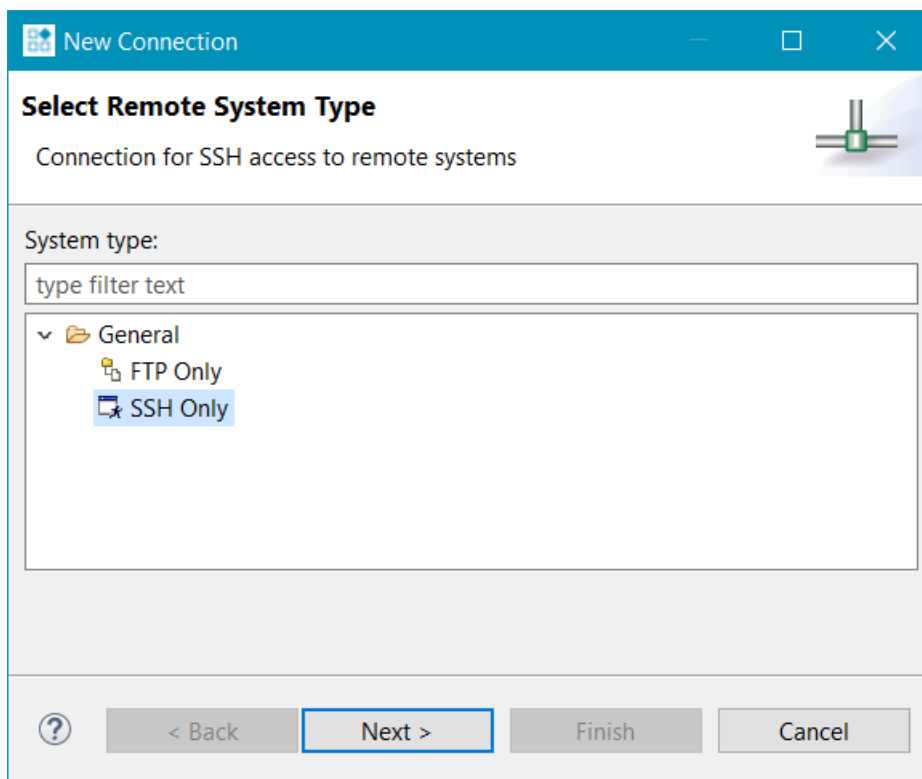 New Connection
Select Remote System Type
Connection for SSH access to remote systems
System type:
type filter text
General
FTP Only
SSH Only
? < Back Next > Finish Cancel